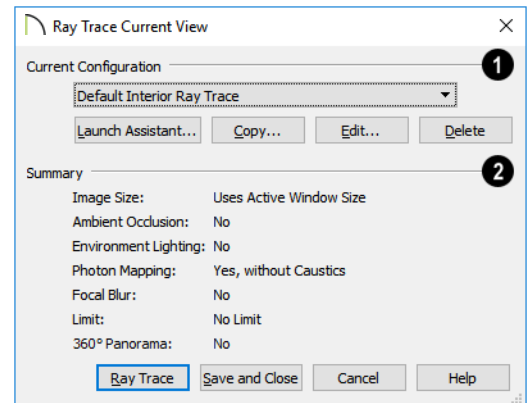 Ray Trace Current View
Current Configuration 1
Default Interior Ray Trace
Launch Assistant... Copy... Edit... Delete
Summary 2
Image Size: Uses Active Window Size
Ambient Occlusion: No
Environment Lighting: No
Photon Mapping: Yes, without Caustics
Focal Blur: No
Limit: No Limit
360° Panorama: No
Ray Trace Save and Close Cancel Help